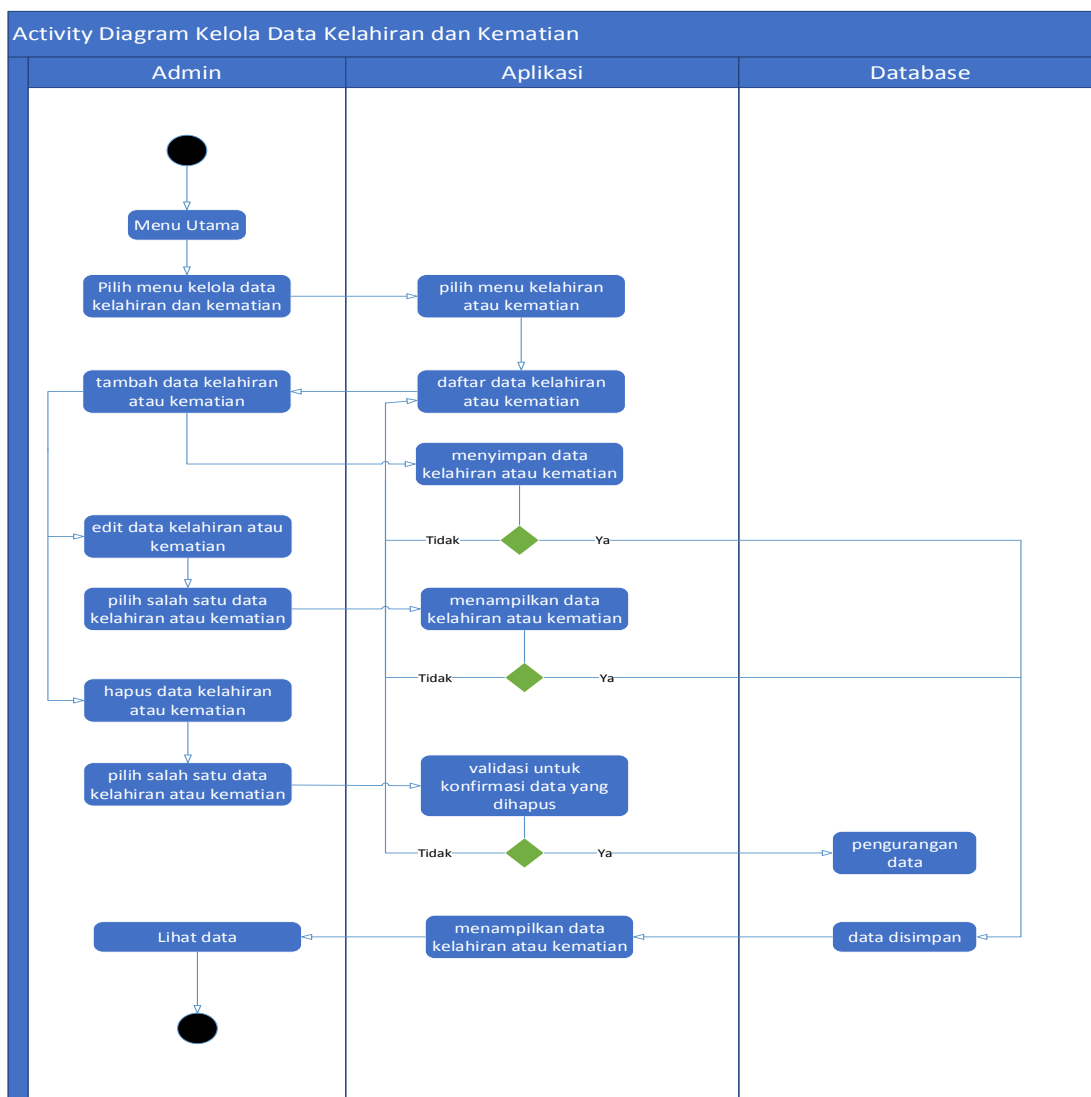 Activity Diagram Kelola Data Kelahiran dan Kematian
Admin
Aplikasi
Database
Menu Utama
Pilih menu kelola data
kelahiran dan kematian
pilih menu kelahiran
atau kematian
tambah data kelahiran
atau kematian
daftar data kelahiran
atau kematian
menyimpan data
kelahiran atau kematian
edit data kelahiran atau
kematian
Tidak
Ya
pilih salah satu data
kelahiran atau kematian
menampilkan data
kelahiran atau kematian
Tidak
Ya
hapus data kelahiran
atau kematian
pilih salah satu data
kelahiran atau kematian
validasi untuk
konfirmasi data yang
dihapus
Tidak
Ya
pengurangan
data
Lihat data
menampilkan data
kelahiran atau kematian
data disimpan